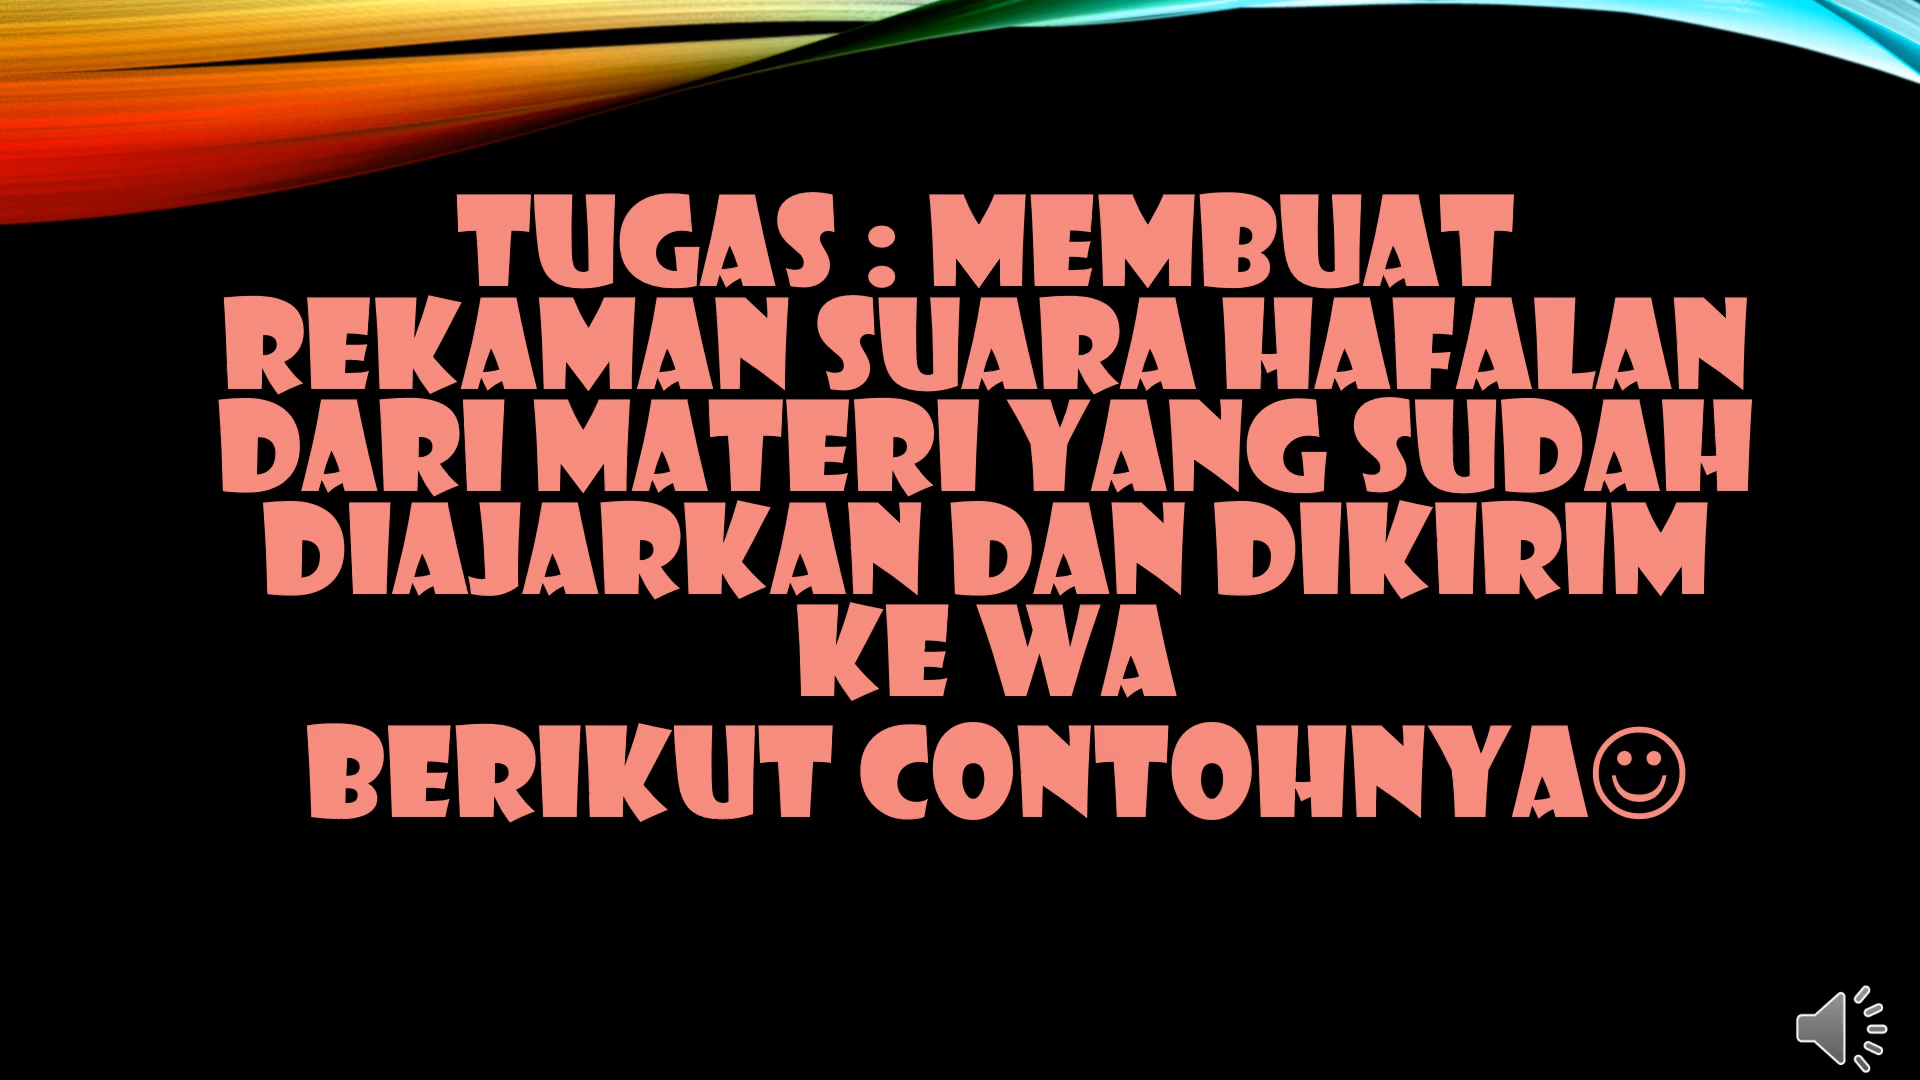 TUGAS : MEMBUAT
REKAMAN SUARA HAFALAN
DARI MATERI YANG SUDAH
DIAJARKAN DAN DIKIRIM
KE WA
BERIKUT CONTOHNYA☺